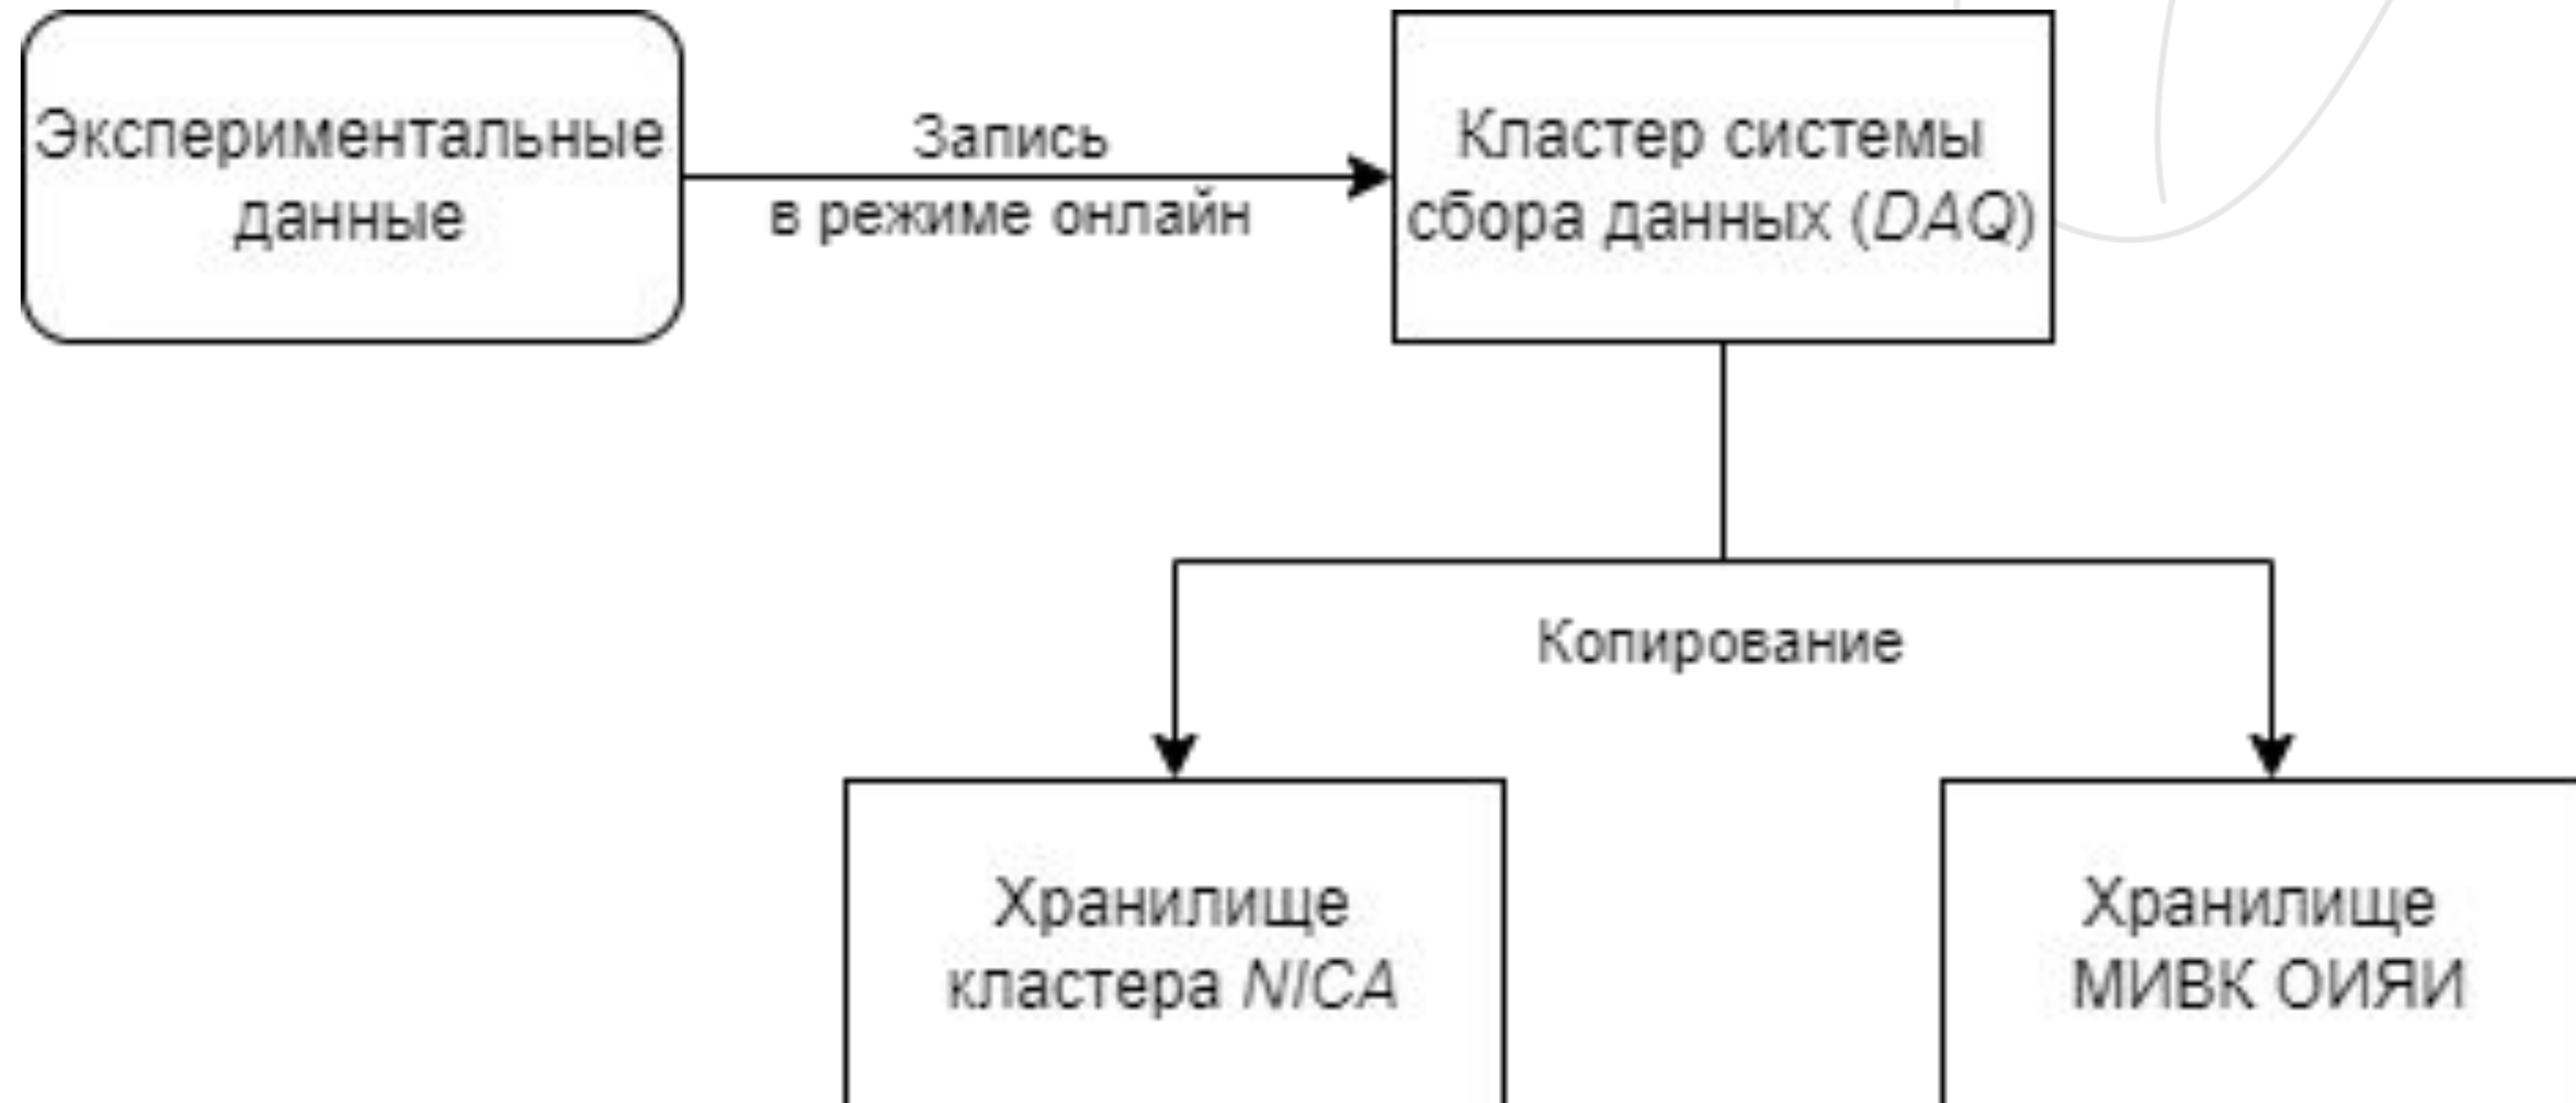 Экспериментальные
данные
Запись
в режиме онлайн
Кластер системы
сбора данных (DAQ)
Копирование
Хранилище
кластера NICA
Хранилище
МИВК ОИЯИ